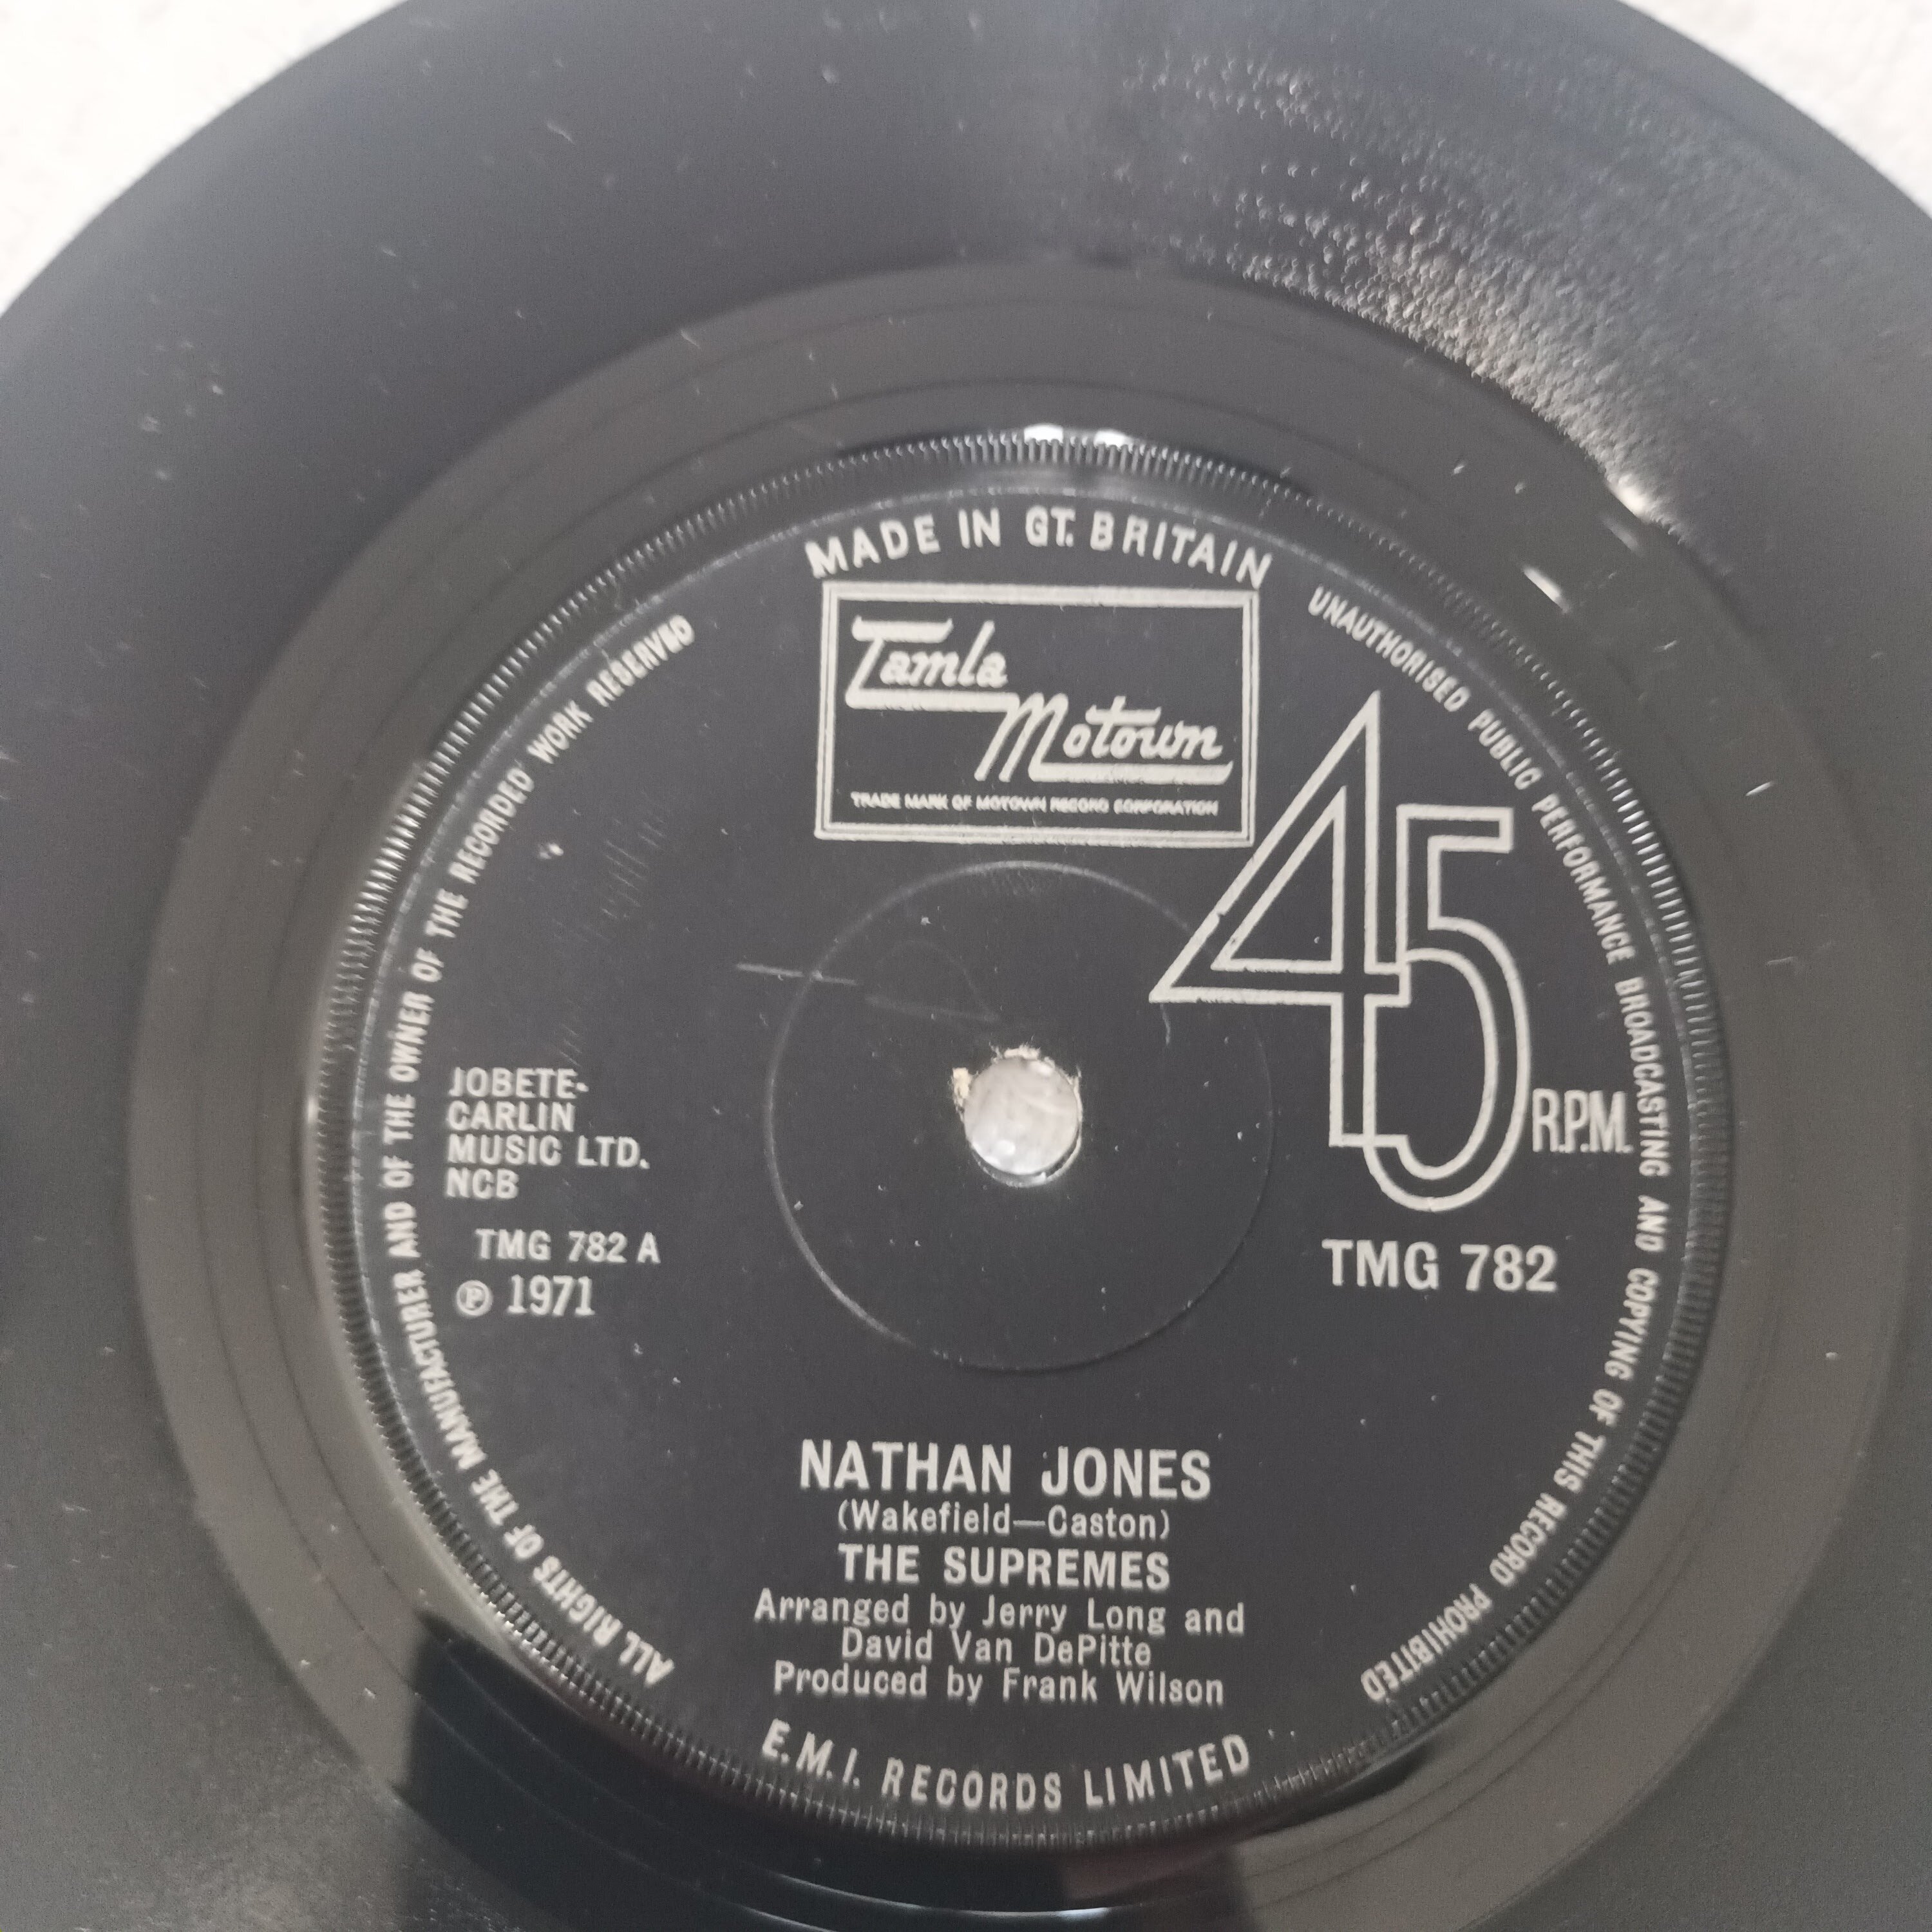 MADE IN GT. BRITAIN
Tamla
Motown
TRADE MARK OF MOTOWN RECORD CORPORATION
UNAUTHORISED PUBLIC PERFORMANCE BROADCASTING AND COPYING OF THIS RECORD PROHIBITED
ALL RIGHTS OF THE MANUFACTURER AND OF THE OWNER OF THE RECORDED WORK RESERVED
45
R.P.M.
JOBETE-
CARLIN
MUSIC LTD.
NCB
TMG 782 A
℗ 1971
TMG 782
NATHAN JONES
(Wakefield—Caston)
THE SUPREMES
Arranged by Jerry Long and
David Van DePitte
Produced by Frank Wilson
E.M.I. RECORDS LIMITED